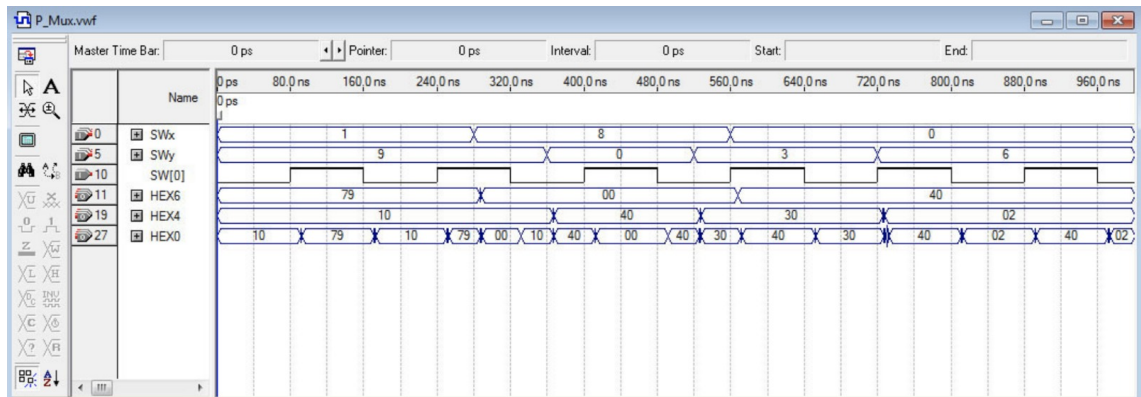 P_Mux.vwf
Master Time Bar: 0 ps Pointer: 0 ps Interval: 0 ps Start: End:
Name 0 ps 80.0 ns 160.0 ns 240.0 ns 320.0 ns 400.0 ns 480.0 ns 560.0 ns 640.0 ns 720.0 ns 800.0 ns 880.0 ns 960.0 ns
0 ps
0 SWx 1 8 0
5 SWy 9 0 3 6
10 SW[0]
11 HEX6 79 00 40
19 HEX4 10 40 30 02
27 HEX0 10 79 10 79 00 10 40 00 40 30 40 30 40 02 40 02